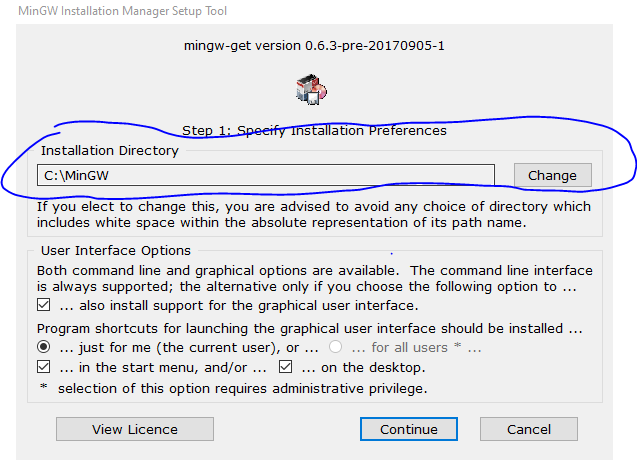 MinGW Installation Manager Setup Tool
mingw-get version 0.6.3-pre-20170905-1
Step 1: Specify Installation Preferences
Installation Directory
C:\MinGW
Change
If you elect to change this, you are advised to avoid any choice of directory which
includes white space within the absolute representation of its path name.
User Interface Options
Both command line and graphical options are available. The command line interface
is always supported; the alternative only if you choose the following option to ...
... also install support for the graphical user interface.
Program shortcuts for launching the graphical user interface should be installed ...
... just for me (the current user), or ... ... for all users * ...
... in the start menu, and/or ... ... on the desktop.
* selection of this option requires administrative privilege.
View Licence Continue Cancel